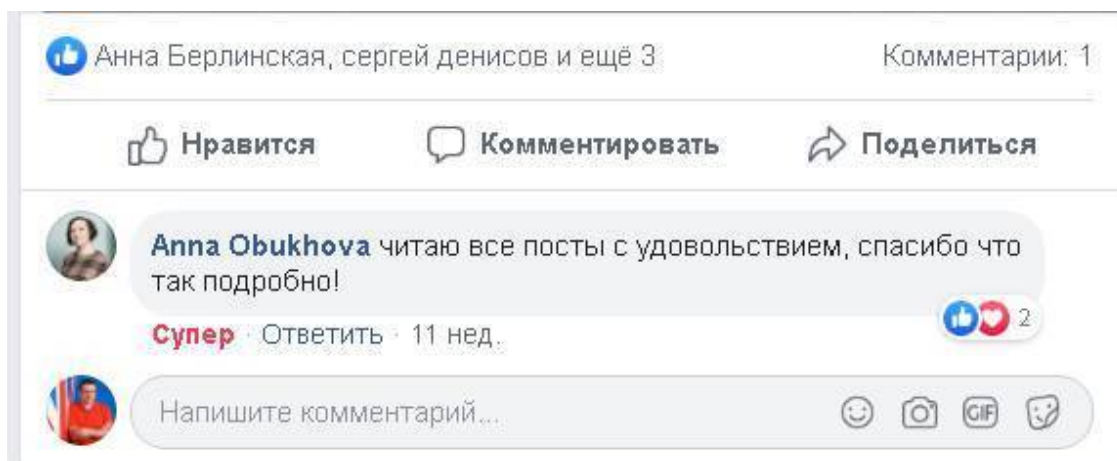 Анна Берлинская, сергей денисов и ещё 3 Комментарии: 1
Нравится Комментировать Поделиться
Anna Obukhova читаю все посты с удовольствием, спасибо что
так подробно!
2
Супер · Ответить · 11 нед.
Напишите комментарий... GIF